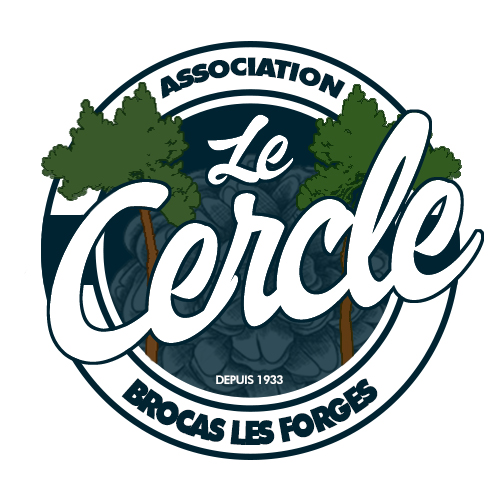 ASSOCIATION
Le
Cercle
DEPUIS 1933
BROCAS LES FORGES